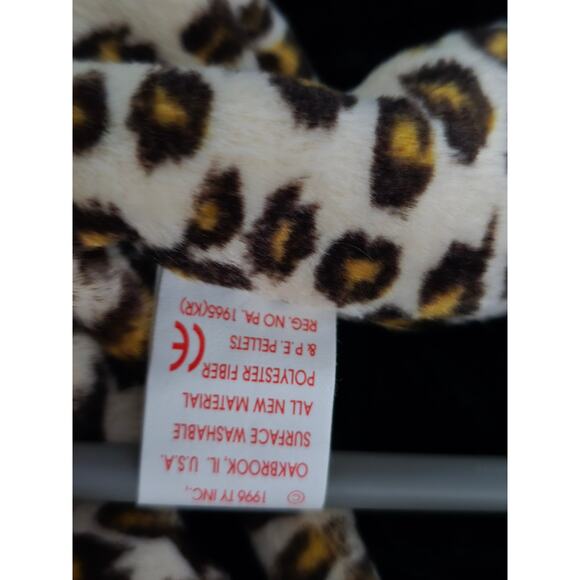 ©
1996 TY INC.,
OAKBROOK, IL. U.S.A.
SURFACE WASHABLE
ALL NEW MATERIAL
POLYESTER FIBER
& P.E. PELLETS CE
REG. NO PA. 1965(KR)